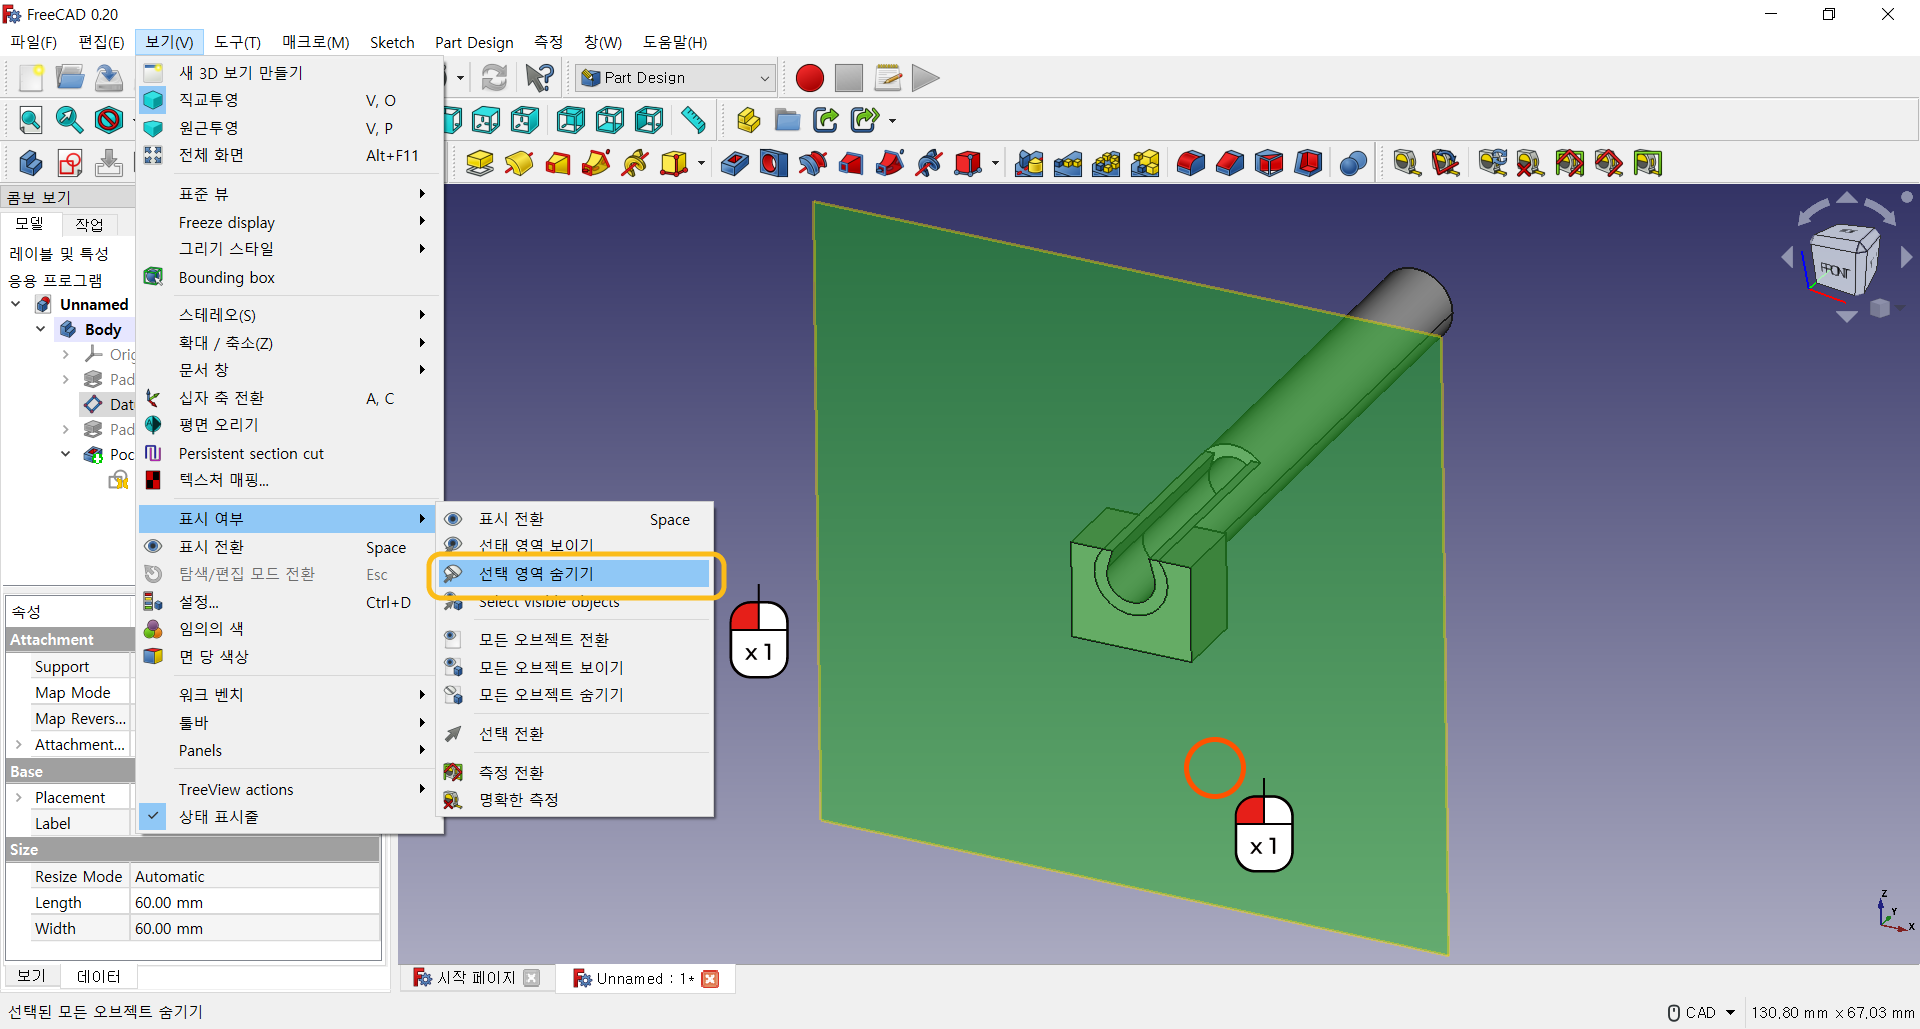 FreeCAD 0.20
파일(F) 편집(E) 보기(V) 도구(T) 매크로(M) Sketch Part Design 측정 창(W) 도움말(H)
새 3D 보기 만들기
Part Design
직교투영 V, O
원근투영 V, P
전체 화면 Alt+F11
표준 뷰
Freeze display
그리기 스타일
Bounding box
스테레오(S)
확대 / 축소(Z)
문서 창
십자 축 전환 A, C
평면 오리기
Persistent section cut
텍스처 매핑...
표시 여부
표시 전환 Space
탐색/편집 모드 전환 Esc
설정... Ctrl+D
임의의 색
면 당 색상
워크 벤치
툴바
Panels
TreeView actions
상태 표시줄
표시 전환 Space
선태 영역 보이기
선택 영역 숨기기
Select visible objects
모든 오브젝트 전환
모든 오브젝트 보이기
모든 오브젝트 숨기기
선택 전환
측정 전환
명확한 측정
콤보 보기
모델 작업
레이블 및 특성
응용 프로그램
Unnamed
Body
Orig
Pad
Dat
Pad
Poc
속성
Attachment
Support
Map Mode
Map Revers...
Attachment...
Base
Placement
Label
Size
Resize Mode Automatic
Length 60.00 mm
Width 60.00 mm
보기 데이터
FRONT
x 1
x 1
Z
Y
X
시작 페이지
Unnamed : 1*
선택된 모든 오브젝트 숨기기
CAD
130.80 mm x 67.03 mm